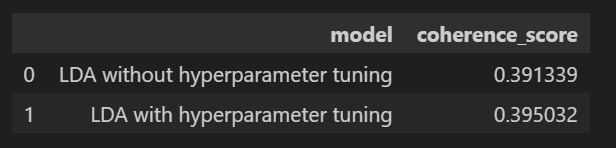 model coherence_score
0 LDA without hyperparameter tuning 0.391339
1 LDA with hyperparameter tuning 0.395032